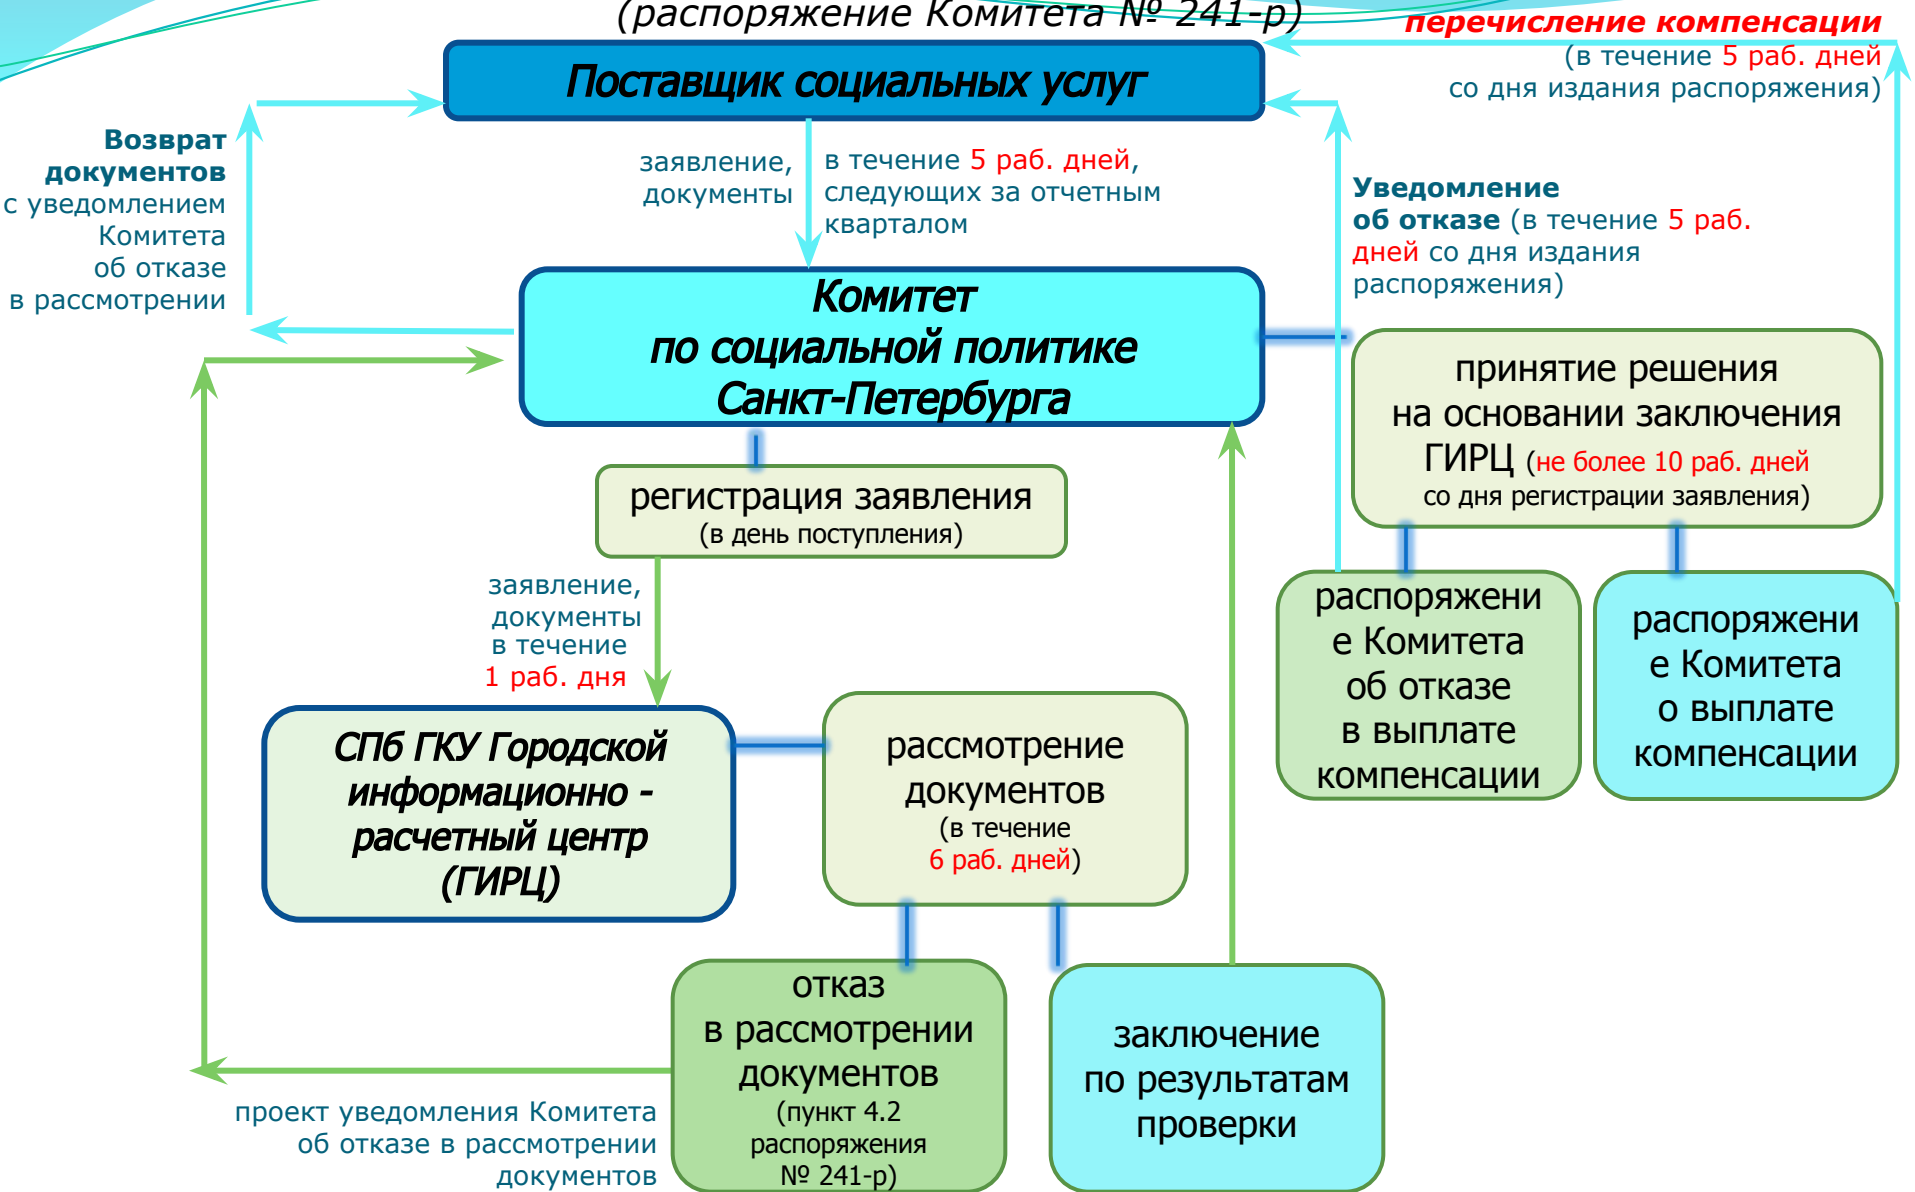 (распоряжение Комитета № 241-р)
перечисление компенсации
(в течение 5 раб. дней
со дня издания распоряжения)
Поставщик социальных услуг
Возврат
документов
с уведомлением
Комитета
об отказе
в рассмотрении
заявление,
документы
в течение 5 раб. дней,
следующих за отчетным
кварталом
Уведомление
об отказе (в течение 5 раб.
дней со дня издания
распоряжения)
Комитет
по социальной политике
Санкт-Петербурга
принятие решения
на основании заключения
ГИРЦ (не более 10 раб. дней
со дня регистрации заявления)
регистрация заявления
(в день поступления)
заявление,
документы
в течение
1 раб. дня
распоряжени
е Комитета
об отказе
в выплате
компенсации
распоряжени
е Комитета
о выплате
компенсации
СПб ГКУ Городской
информационно -
расчетный центр
(ГИРЦ)
рассмотрение
документов
(в течение
6 раб. дней)
отказ
в рассмотрении
документов
(пункт 4.2
распоряжения
№ 241-р)
заключение
по результатам
проверки
проект уведомления Комитета
об отказе в рассмотрении
документов